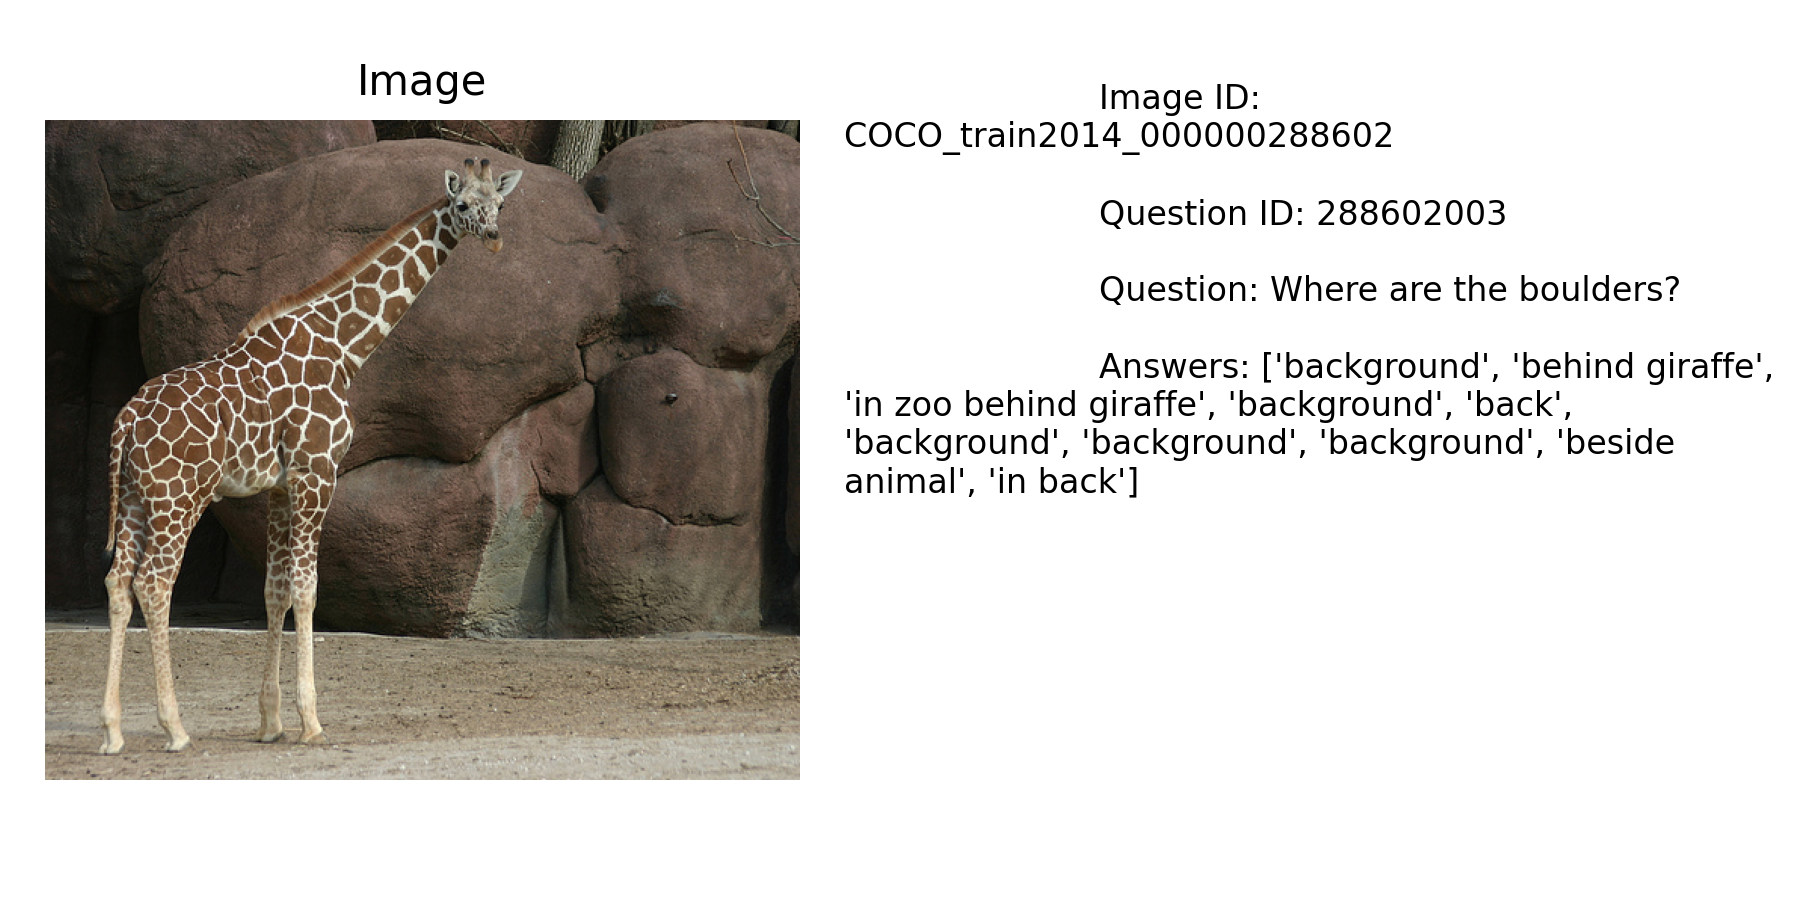 Image
Image ID:
COCO_train2014_000000288602
Question ID: 288602003
Question: Where are the boulders?
Answers: ['background', 'behind giraffe',
'in zoo behind giraffe', 'background', 'back',
'background', 'background', 'background', 'beside
animal', 'in back']